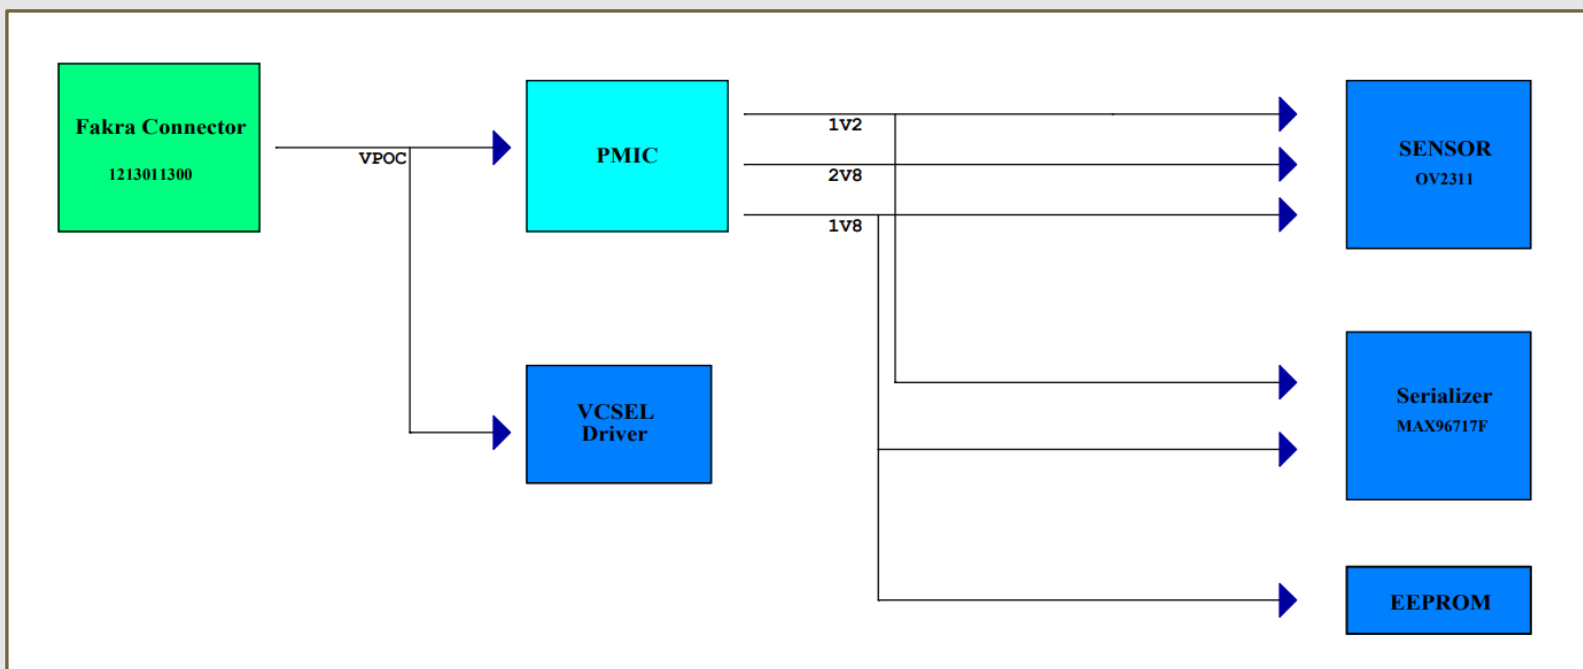 Fakra Connector
1213011300
VPOC
PMIC
1V2
2V8
1V8
SENSOR
OV2311
VCSEL
Driver
Serializer
MAX96717F
EEPROM